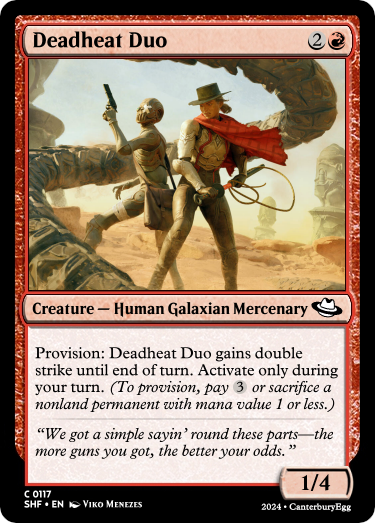 Deadheat Duo 2
Creature — Human Galaxian Mercenary
Provision: Deadheat Duo gains double
strike until end of turn. Activate only during
your turn. (To provision, pay 3 or sacrifice a
nonland permanent with mana value 1 or less.)
“We got a simple sayin’ round these parts—the
more guns you got, the better your odds.”
1/4
C 0117
SHF • EN Viko Menezes
2024 • CanterburyEgg